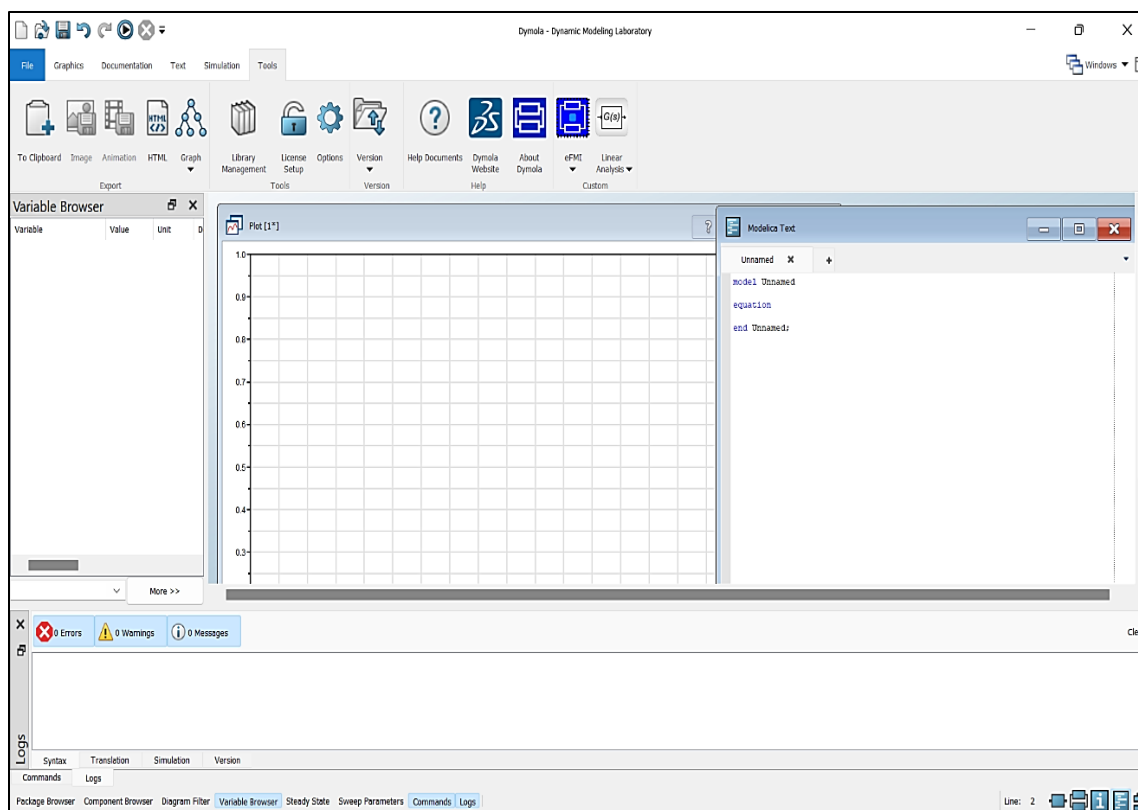 Dymola - Dynamic Modeling Laboratory
File Graphics Documentation Text Simulation Tools
Windows
HTML
</>
G(s)
To Clipboard Image Animation HTML Graph Library Management License Setup Options Version Help Documents Dymola Website About Dymola eFMI Linear Analysis
Export Tools Version Help Custom
Variable Browser
Variable Value Unit D
Plot [1*]
?
Modelica Text
Unnamed +
model Unnamed
equation
end Unnamed;
1.0
0.9
0.8
0.7
0.6
0.5
0.4
0.3
More >>
0 Errors 0 Warnings 0 Messages
Cle
Logs
Syntax Translation Simulation Version
Commands Logs
Package Browser Component Browser Diagram Filter Variable Browser Steady State Sweep Parameters Commands Logs
Line: 2